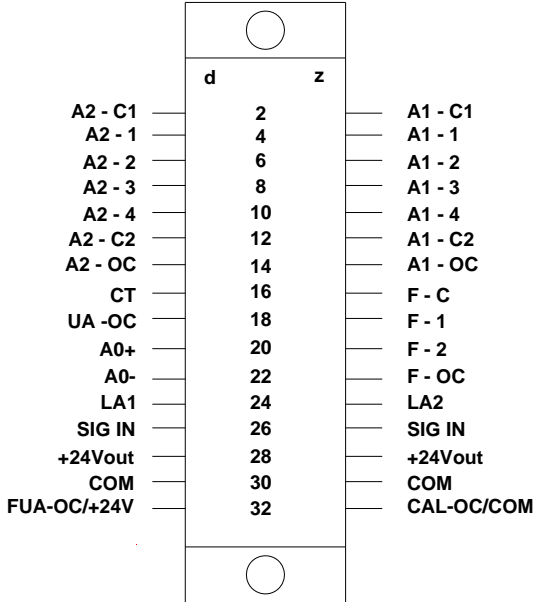 d z
A2 - C1 2 A1 - C1
A2 - 1 4 A1 - 1
A2 - 2 6 A1 - 2
A2 - 3 8 A1 - 3
A2 - 4 10 A1 - 4
A2 - C2 12 A1 - C2
A2 - OC 14 A1 - OC
CT 16 F - C
UA -OC 18 F - 1
A0+ 20 F - 2
A0- 22 F - OC
LA1 24 LA2
SIG IN 26 SIG IN
+24Vout 28 +24Vout
COM 30 COM
FUA-OC/+24V 32 CAL-OC/COM